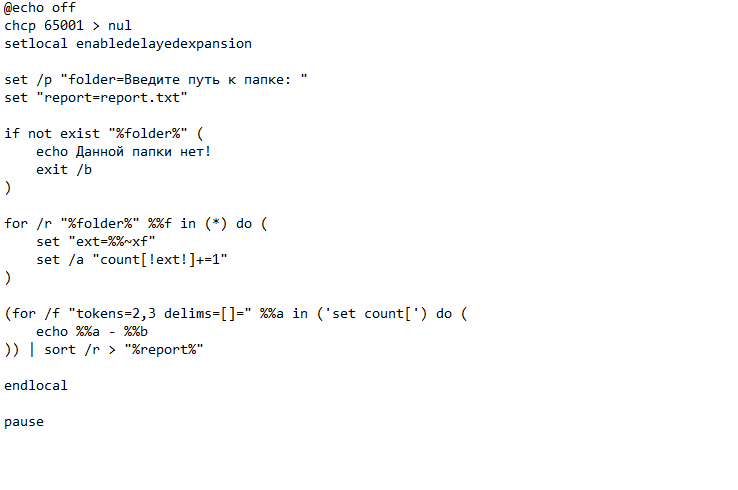 @echo off
chcp 65001 > nul
setlocal enabledelayedexpansion
set /p "folder=Введите путь к папке: "
set "report=report.txt"
if not exist "%folder%" (
echo Данной папки нет!
exit /b
)
for /r "%folder%" %%f in (*) do (
set "ext=%%~xf"
set /a "count[!ext!]+=1"
)
(for /f "tokens=2,3 delims=[]=" %%a in ('set count[') do (
echo %%a - %%b
)) | sort /r > "%report%"
endlocal
pause